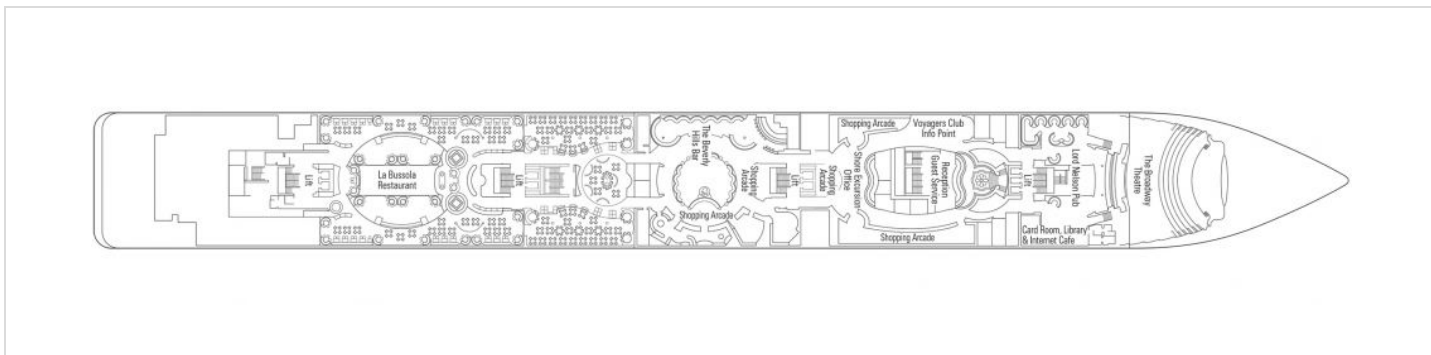 Lift
La Bussola
Restaurant
Lift
The Beverly
Hills Bar
Shopping Arcade
Shopping
Arcade
Lift
Shopping
Arcade
Shopping Arcade
Voyagers Club
Info Point
Shore Excursion
Office
Reception
Guest Service
Shopping Arcade
Lift
Lord Nelson Pub
Card Room, Library
& Internet Cafe
The Broadway
Theatre